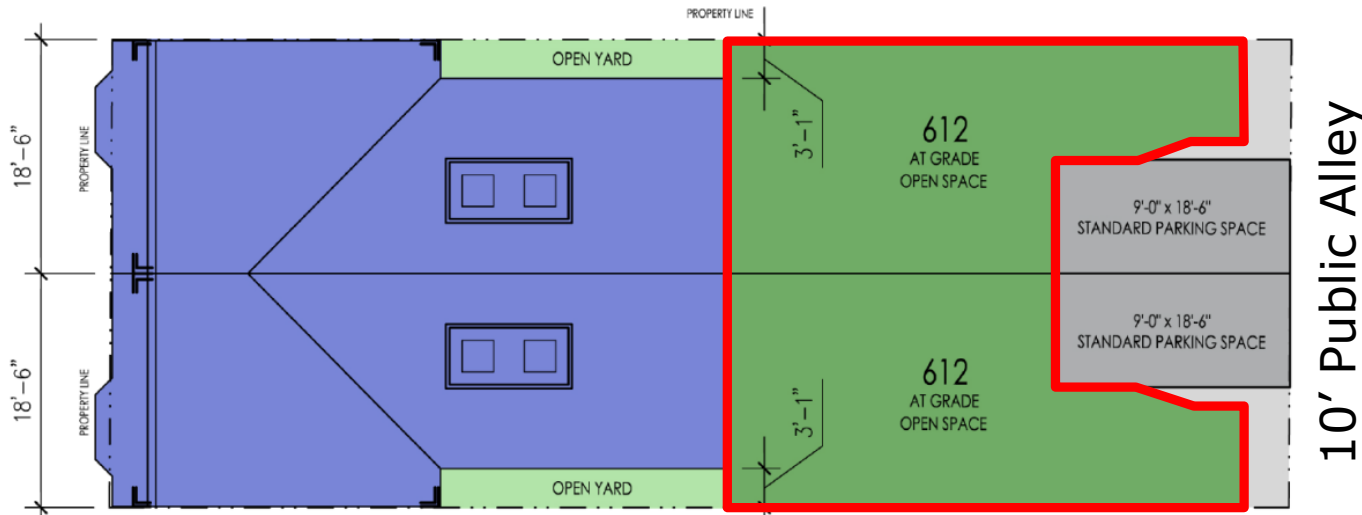 PROPERTY LINE
OPEN YARD
18'-6"
PROPERTY LINE
3'-1"
612
AT GRADE
OPEN SPACE
9'-0" x 18'-6"
STANDARD PARKING SPACE
10' Public Alley
9'-0" x 18'-6"
STANDARD PARKING SPACE
18'-6"
PROPERTY LINE
3'-1"
612
AT GRADE
OPEN SPACE
OPEN YARD